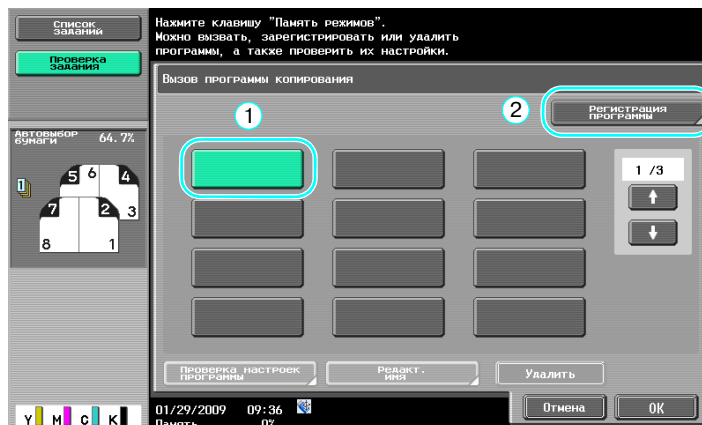 Список
заданий
Проверка
задания
Нажмите клавишу "Память режимов".
Можно вызвать, зарегистрировать или удалить
программы, а также проверить их настройки.
Вызов программы копирования
1
2
Регистрация
программы
Автовыбор
бумаги
64.7%
1
5 6 4
7 2 3
8 1
1 /3
Проверка настроек
программы
Редакт.
имя
Удалить
01/29/2009 09:36
Память 0%
Отмена
OK
Y M C K